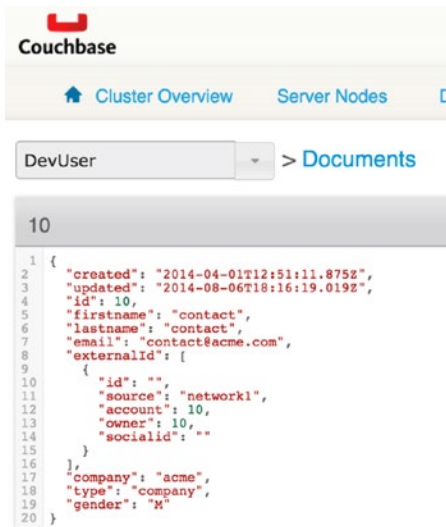 Couchbase
Cluster Overview Server Nodes D
DevUser > Documents
10
1 {
2 "created": "2014-04-01T12:51:11.875Z",
3 "updated": "2014-08-06T18:16:19.019Z",
4 "id": 10,
5 "firstname": "contact",
6 "lastname": "contact",
7 "email": "contact@acme.com",
8 "externalId": [
9 {
10 "id": "",
11 "source": "network1",
12 "account": 10,
13 "owner": 10,
14 "socialid": ""
15 }
16 ],
17 "company": "acme",
18 "type": "company",
19 "gender": "M"
20 }